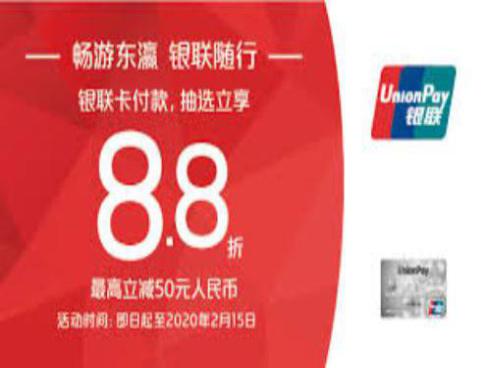 畅游东瀛 银联随行
银联卡付款，抽选立享
8.8折
最高立减50元人民币
活动时间：即日起至2020年2月15日
UnionPay
银联
UnionPay